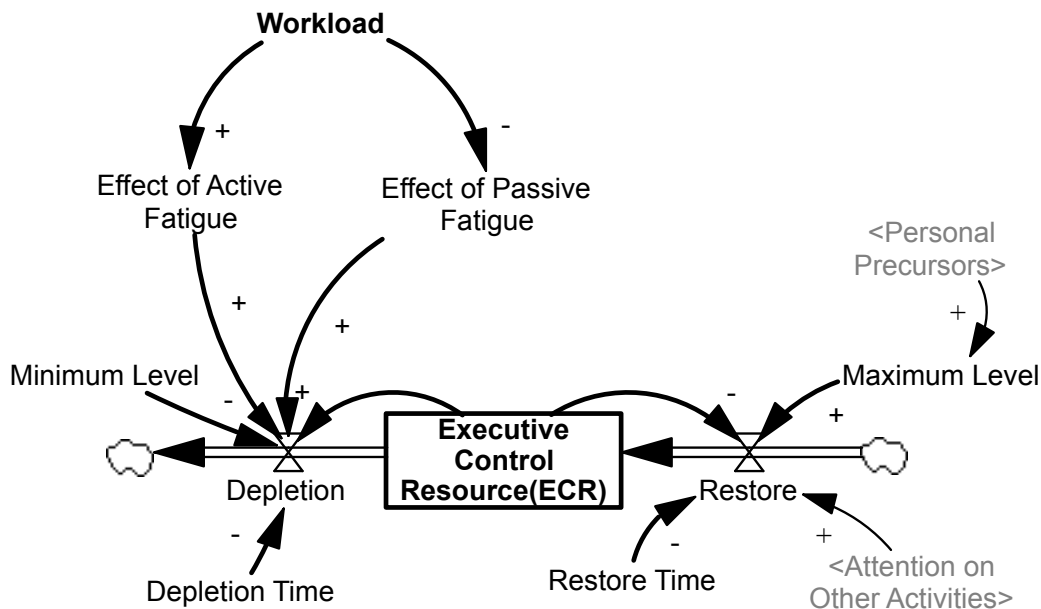 Workload
+
-
Effect of Active
Fatigue
Effect of Passive
Fatigue
<Personal
Precursors>
+
+
+
Minimum Level
Maximum Level
-
+
-
+
Executive
Control
Resource(ECR)
Depletion
Restore
-
-
+
Depletion Time
Restore Time
<Attention on
Other Activities>